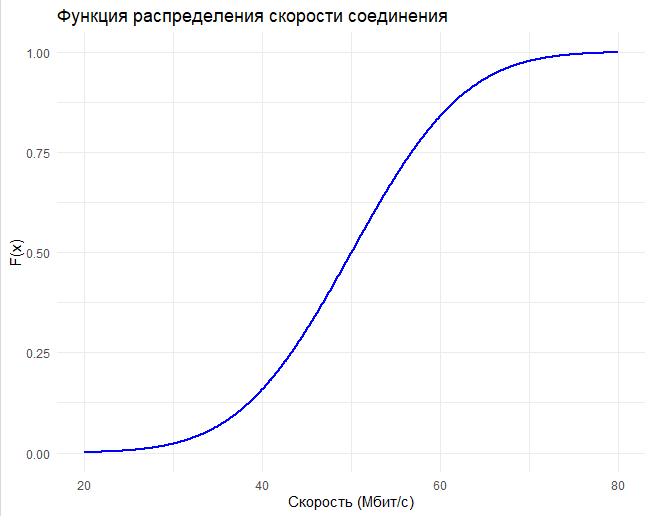 Функция распределения скорости соединения
1.00
0.75
0.50
0.25
0.00
F(x)
20 40 60 80
Скорость (Мбит/с)